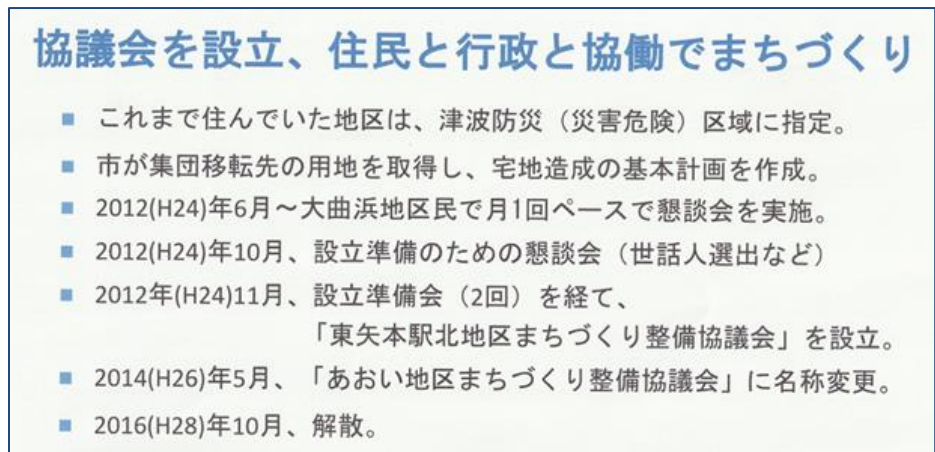 協議会を設立、住民と行政と協働でまちづくり
■ これまで住んでいた地区は、津波防災（災害危険）区域に指定。
■ 市が集団移転先の用地を取得し、宅地造成の基本計画を作成。
■ 2012(H24)年6月～大曲浜地区民で月1回ペースで懇談会を実施。
■ 2012(H24)年10月、設立準備のための懇談会（世話人選出など）
■ 2012年(H24)11月、設立準備会（2回）を経て、
「東矢本駅北地区まちづくり整備協議会」を設立。
■ 2014(H26)年5月、「あおい地区まちづくり整備協議会」に名称変更。
■ 2016(H28)年10月、解散。